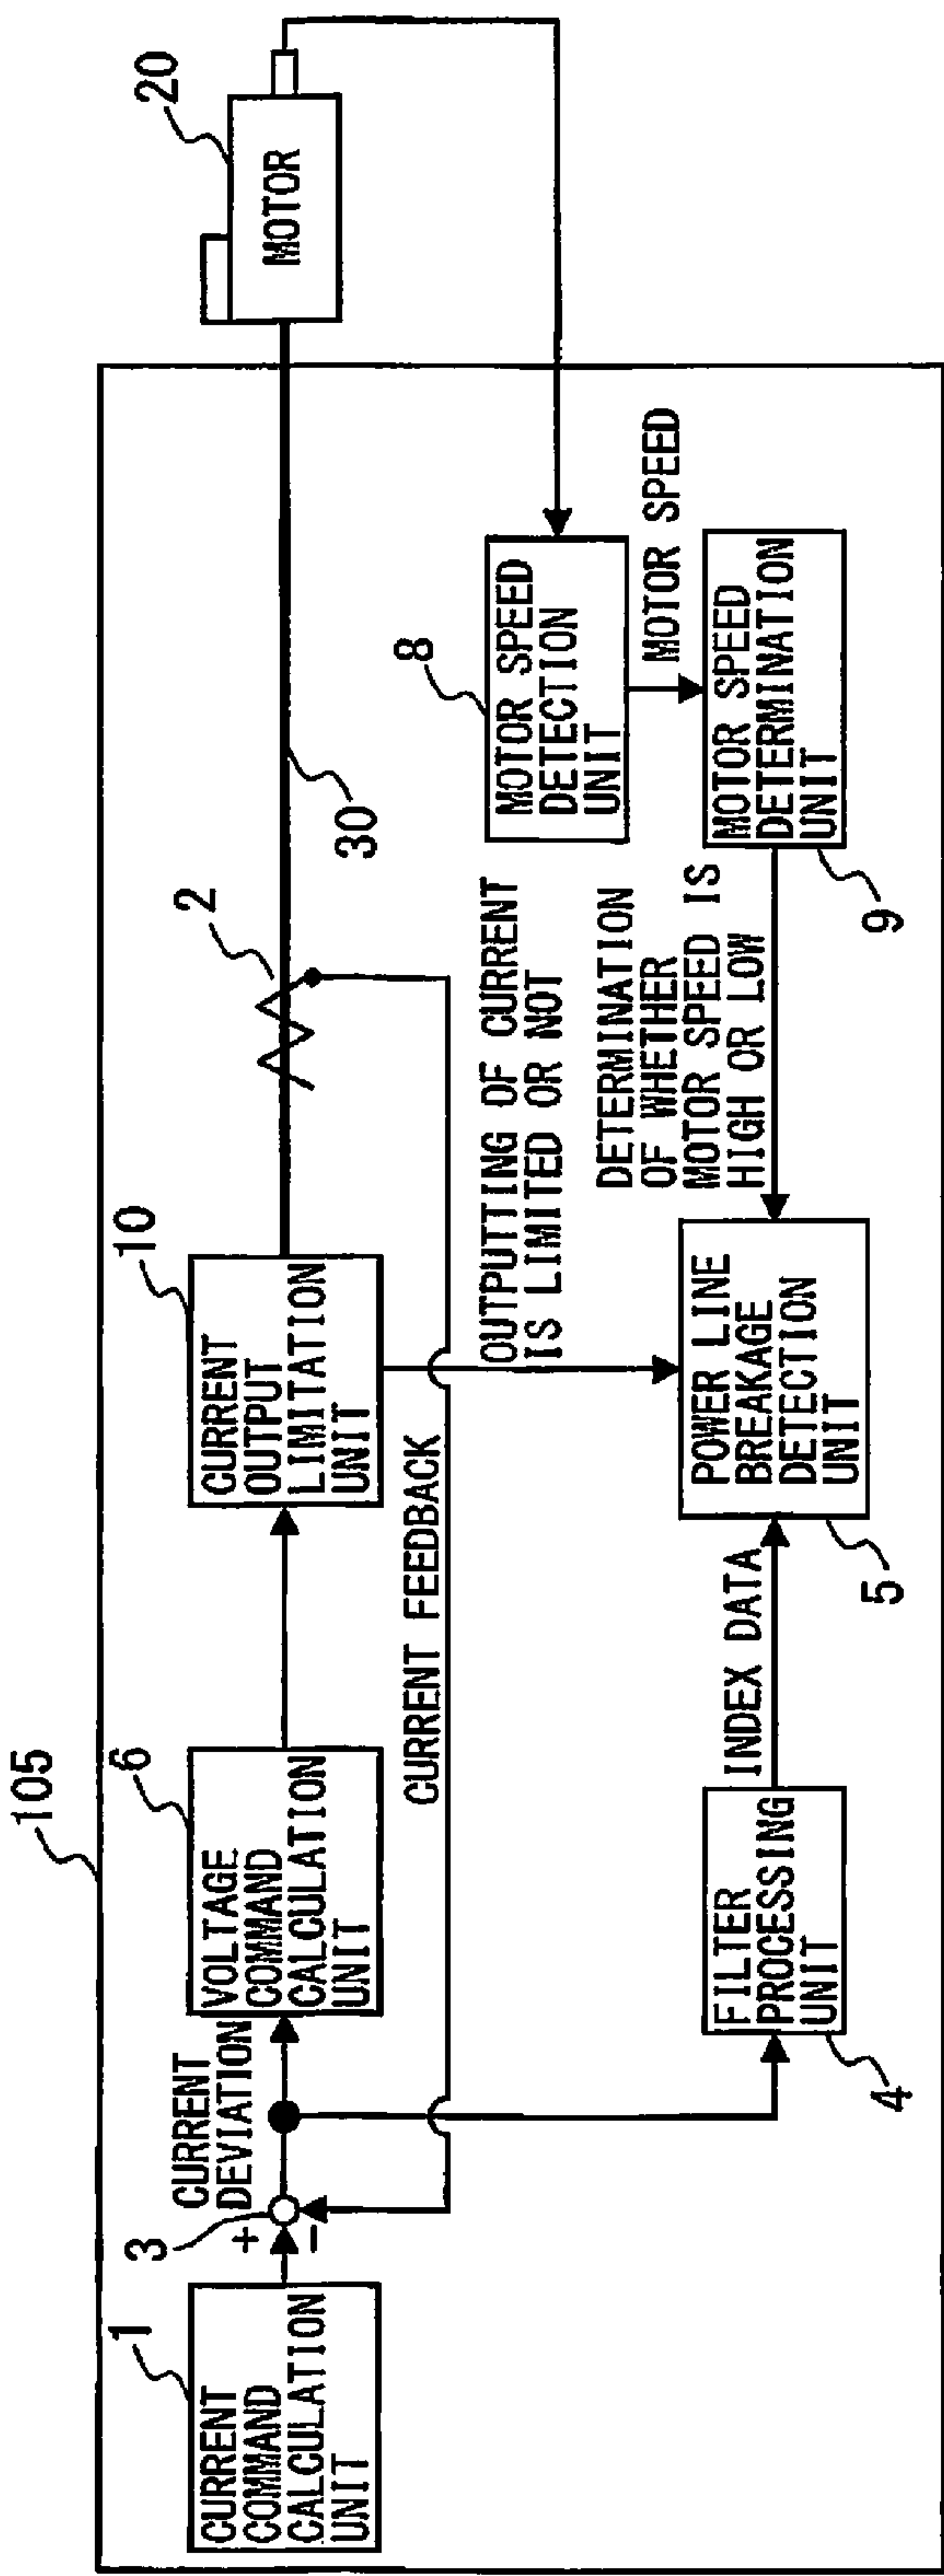 105
1
CURRENT
COMMAND
CALCULATION
UNIT
3
+
-
CURRENT
DEVIATION
6
VOLTAGE
COMMAND
CALCULATION
UNIT
10
CURRENT
OUTPUT
LIMITATION
UNIT
2
30
20
MOTOR
CURRENT FEEDBACK
OUTPUTTING OF CURRENT
IS LIMITED OR NOT
8
MOTOR SPEED
DETECTION
UNIT
MOTOR SPEED
MOTOR SPEED
DETERMINATION
UNIT
9
DETERMINATION
OF WHETHER
MOTOR SPEED IS
HIGH OR LOW
FILTER
PROCESSING
UNIT
4
INDEX DATA
POWER LINE
BREAKAGE
DETECTION
UNIT
5